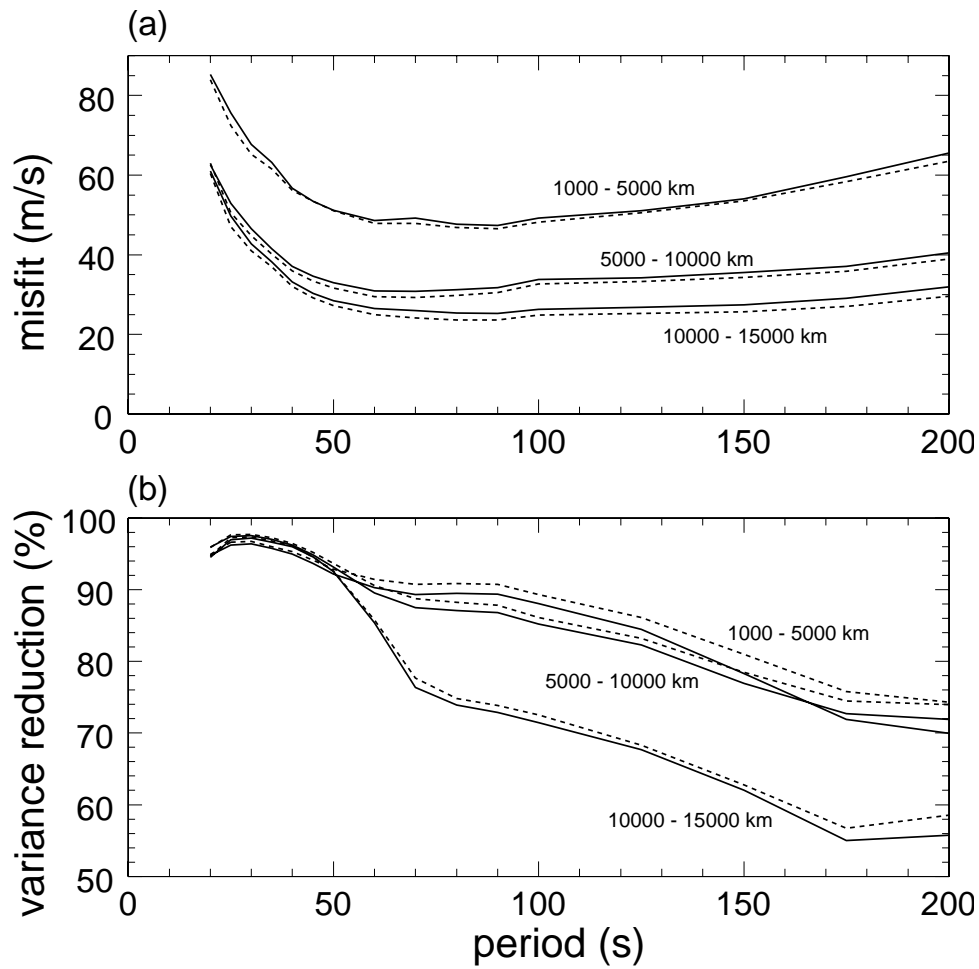 (a)
80
60
40
20
0
misfit (m/s)
1000 - 5000 km
5000 - 10000 km
10000 - 15000 km
0 50 100 150 200
(b)
100
90
80
70
60
50
variance reduction (%)
1000 - 5000 km
5000 - 10000 km
10000 - 15000 km
0 50 100 150 200
period (s)